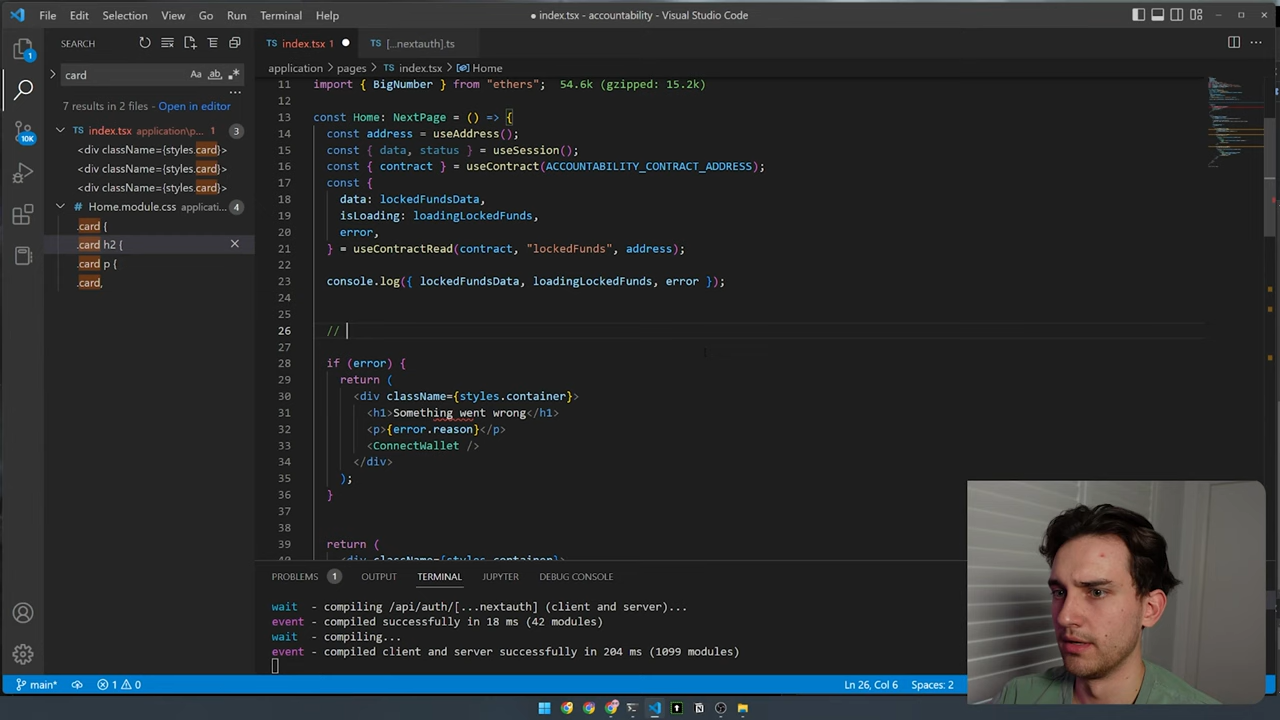 File Edit Selection View Go Run Terminal Help
● index.tsx - accountability - Visual Studio Code
SEARCH
index.tsx 1 ●
[...nextauth].ts
card
7 results in 2 files - Open in editor
index.tsx application\p... 1 3
<div className={styles.card}>
<div className={styles.card}>
<div className={styles.card}>
Home.module.css applicati... 4
.card {
.card h2 {
.card p {
.card,
application > pages > index.tsx > Home
11 import { BigNumber } from "ethers"; 54.6k (gzipped: 15.2k)
12
13 const Home: NextPage = () => {
14 const address = useAddress();
15 const { data, status } = useSession();
16 const { contract } = useContract(ACCOUNTABILITY_CONTRACT_ADDRESS);
17 const {
18 data: lockedFundsData,
19 isLoading: loadingLockedFunds,
20 error,
21 } = useContractRead(contract, "lockedFunds", address);
22
23 console.log({ lockedFundsData, loadingLockedFunds, error });
24
25
26 //
27
28 if (error) {
29 return (
30 <div className={styles.container}>
31 <h1>Something went wrong</h1>
32 <p>{error.reason}</p>
33 <ConnectWallet />
34 </div>
35 );
36 }
37
38
39 return (
<div className={styles.container}>
PROBLEMS 1 OUTPUT TERMINAL JUPYTER DEBUG CONSOLE
wait - compiling /api/auth/[...nextauth] (client and server)...
event - compiled successfully in 18 ms (42 modules)
wait - compiling...
event - compiled client and server successfully in 204 ms (1099 modules)
1
10K
main* 1 0 Ln 26, Col 6 Spaces: 2